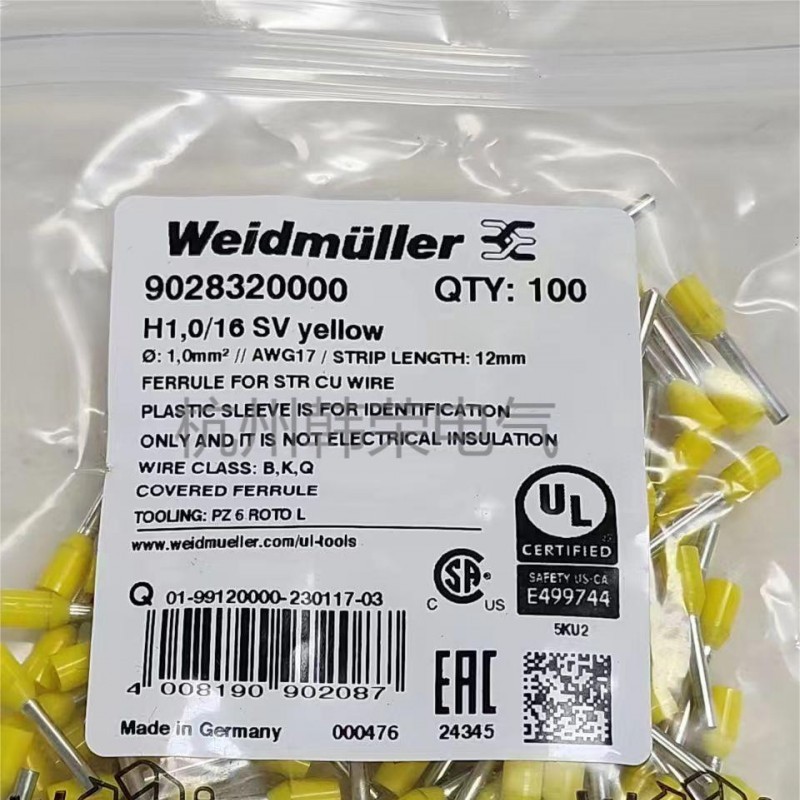 Weidmüller
9028320000 QTY: 100
H1,0/16 SV yellow
Ø: 1,0mm² // AWG17 / STRIP LENGTH: 12mm
FERRULE FOR STR CU WIRE
PLASTIC SLEEVE IS FOR IDENTIFICATION
杭州韩荣电气
ONLY AND IT IS NOT ELECTRICAL INSULATION
WIRE CLASS: B,K,Q
COVERED FERRULE
TOOLING: PZ 6 ROTO L
www.weidmueller.com/ul-tools
UL
CERTIFIED
SAFETY US-CA
E499744
5KU2
C SA ® US
Q 01-99120000-230117-03
4 008190 902087
EAC
Made in Germany 000476 24345